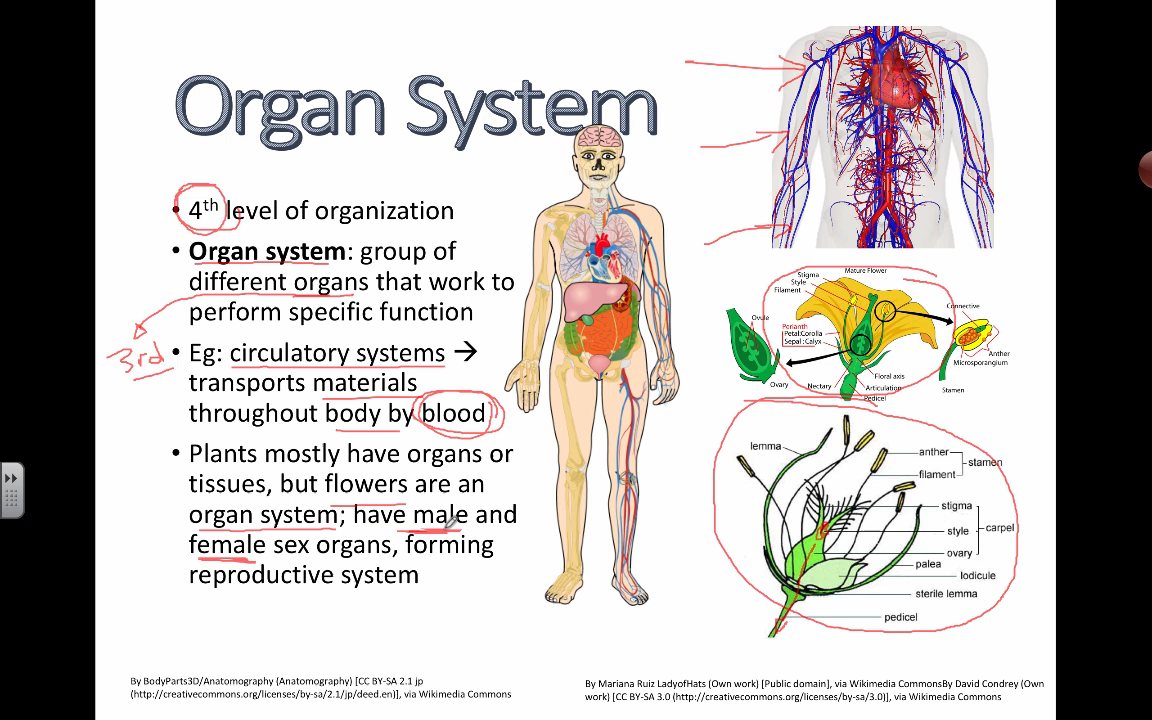 Organ System
• 4th level of organization
• Organ system: group of
different organs that work to
perform specific function
3rd
• Eg: circulatory systems →
transports materials
throughout body by blood
• Plants mostly have organs or
tissues, but flowers are an
organ system; have male and
female sex organs, forming
reproductive system
Mature Flower
Stigma
Style
Filament
Connective
Ovule
Perianth
Petal:Corolla
Sepal:Calyx
Anther
Microsporangium
Floral axis
Ovary
Nectary
Articulation
Stamen
Pedicel
lemma
anther
stamen
filament
stigma
style
carpel
ovary
palea
lodicule
sterile lemma
pedicel
By BodyParts3D/Anatomography (Anatomography) [CC BY-SA 2.1 jp
(http://creativecommons.org/licenses/by-sa/2.1/jp/deed.en)], via Wikimedia Commons
By Mariana Ruiz LadyofHats (Own work) [Public domain], via Wikimedia CommonsBy David Condrey (Own
work) [CC BY-SA 3.0 (http://creativecommons.org/licenses/by-sa/3.0)], via Wikimedia Commons